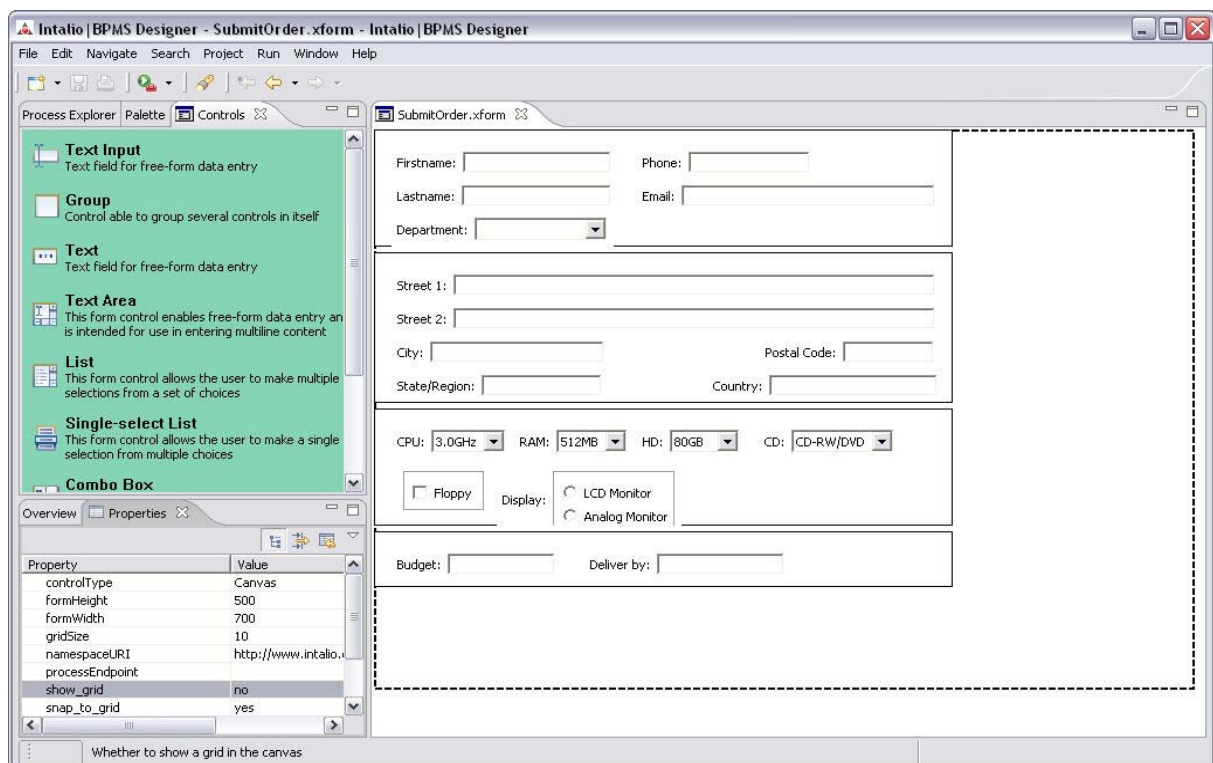 Intalio|BPMS Designer - SubmitOrder.xform - Intalio|BPMS Designer
File Edit Navigate Search Project Run Window Help
Process Explorer Palette Controls
Text Input
Text field for free-form data entry
Group
Control able to group several controls in itself
Text
Text field for free-form data entry
Text Area
This form control enables free-form data entry an
is intended for use in entering multiline content
List
This form control allows the user to make multiple
selections from a set of choices
Single-select List
This form control allows the user to make a single
selection from multiple choices
Combo Box
Overview Properties
Property Value
controlType Canvas
formHeight 500
formWidth 700
gridSize 10
namespaceURI http://www.intalio.
processEndpoint
show_grid no
snap_to_grid yes
SubmitOrder.xform
Firstname: Phone:
Lastname: Email:
Department:
Street 1:
Street 2:
City: Postal Code:
State/Region: Country:
CPU: 3.0GHz RAM: 512MB HD: 80GB CD: CD-RW/DVD
Floppy Display: LCD Monitor
Analog Monitor
Budget: Deliver by:
Whether to show a grid in the canvas